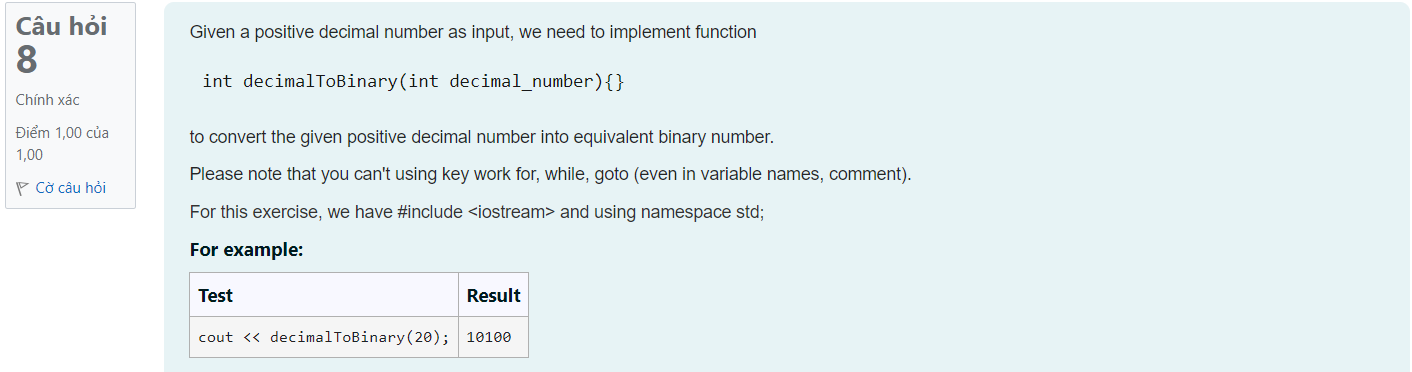 Câu hỏi
8
Chính xác
Điểm 1,00 của
1,00
Cờ câu hỏi
Given a positive decimal number as input, we need to implement function
int decimalToBinary(int decimal_number){}
to convert the given positive decimal number into equivalent binary number.
Please note that you can't using key work for, while, goto (even in variable names, comment).
For this exercise, we have #include <iostream> and using namespace std;
For example:
Test Result
cout << decimalToBinary(20); 10100